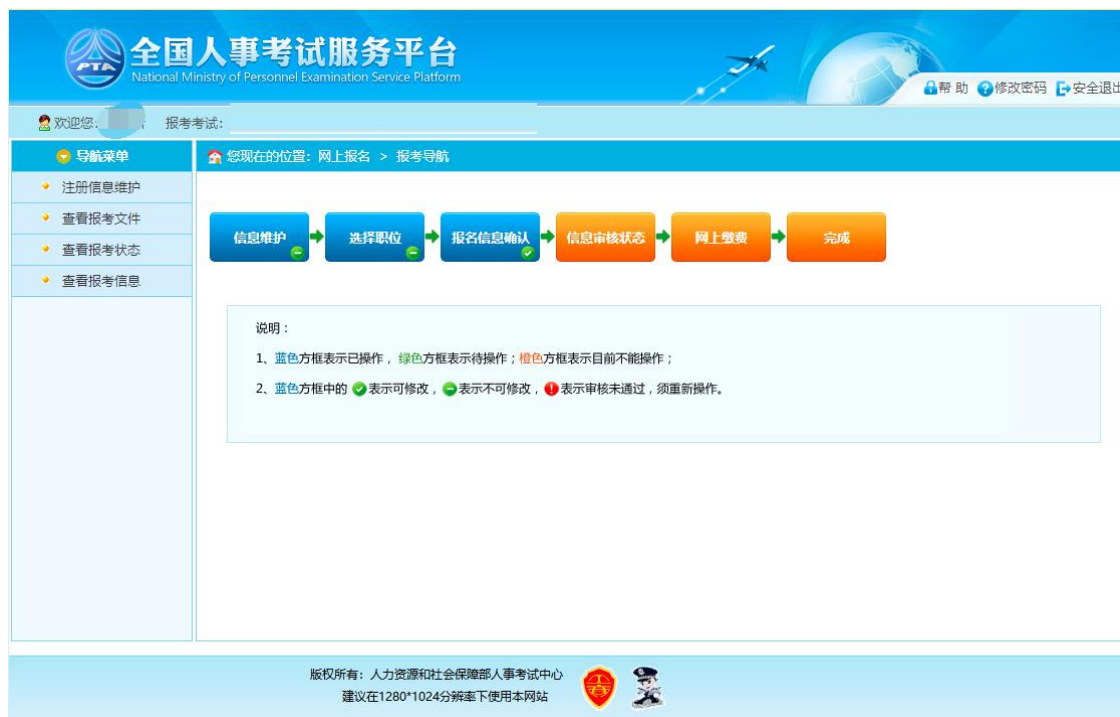 全国人事考试服务平台
National Ministry of Personnel Examination Service Platform
PTA
帮 助 修改密码 安全退出
欢迎您: 报考考试:
导航菜单
您现在的位置: 网上报名 > 报考导航
注册信息维护
查看报考文件
查看报考状态
查看报考信息
信息维护 选择职位 报名信息确认 信息审核状态 网上缴费 完成
说明：
1、蓝色方框表示已操作，绿色方框表示待操作；橙色方框表示目前不能操作；
2、蓝色方框中的 表示可修改， 表示不可修改， 表示审核未通过，须重新操作。
版权所有: 人力资源和社会保障部人事考试中心
建议在1280*1024分辨率下使用本网站